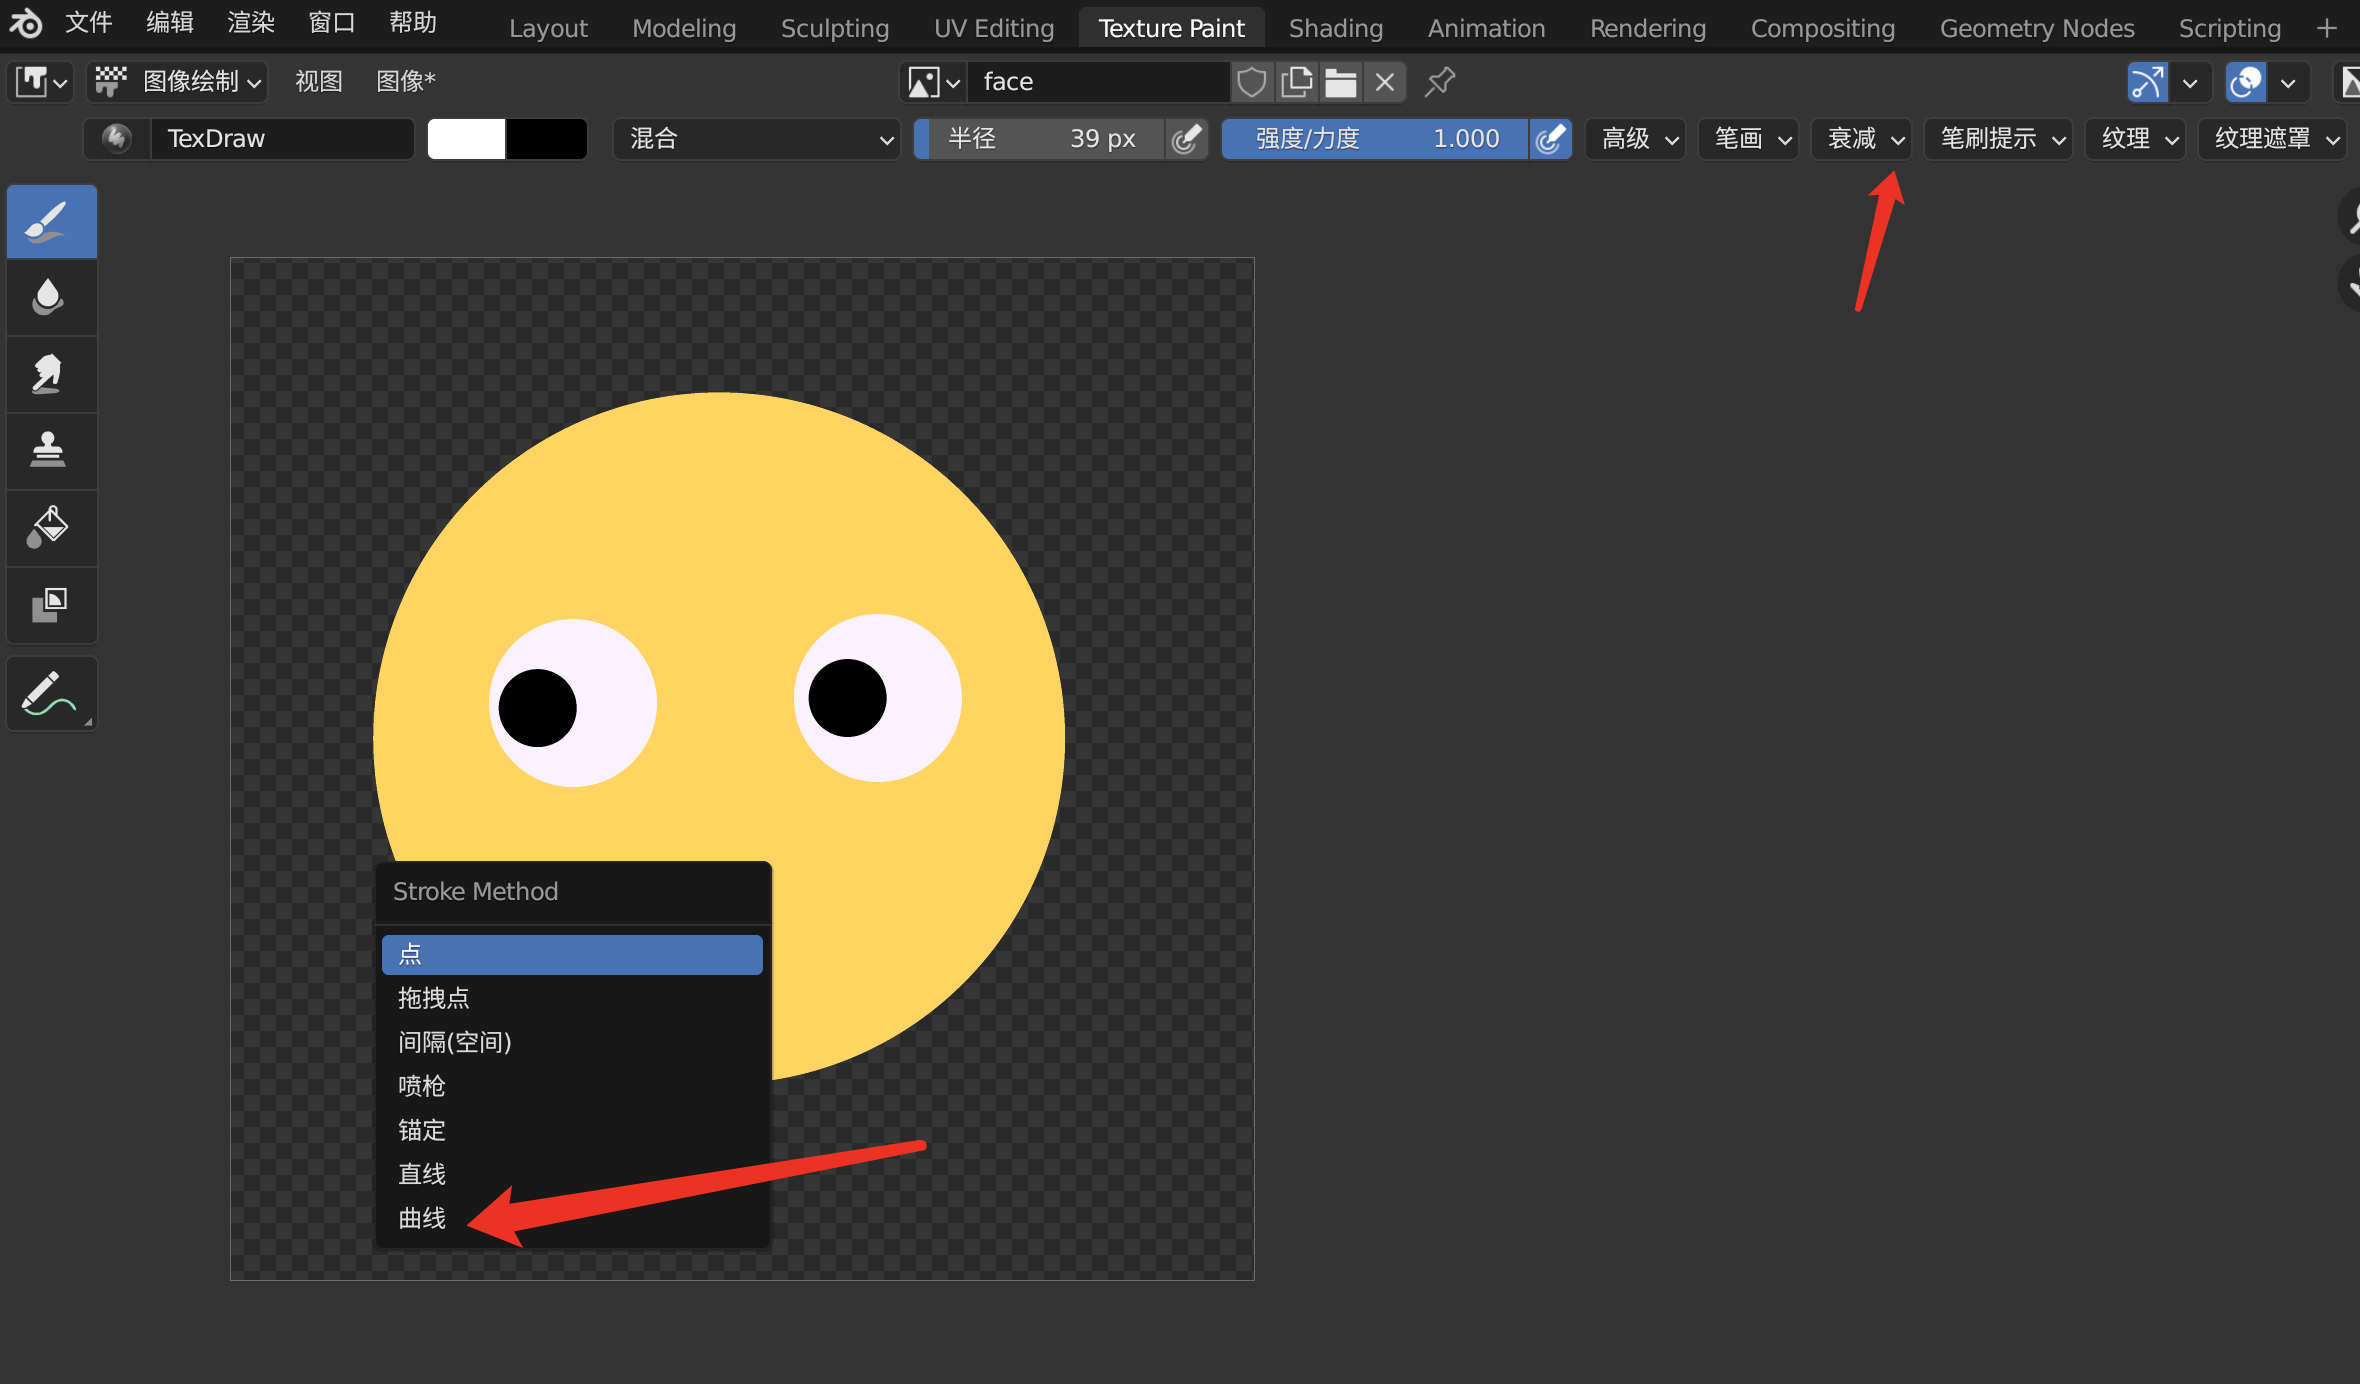 文件 编辑 渲染 窗口 帮助 Layout Modeling Sculpting UV Editing Texture Paint Shading Animation Rendering Compositing Geometry Nodes Scripting +
图像绘制 视图 图像* face
TexDraw 混合 半径 39 px 强度/力度 1.000 高级 笔画 衰减 笔刷提示 纹理 纹理遮罩
Stroke Method
点
拖拽点
间隔(空间)
喷枪
锚定
直线
曲线